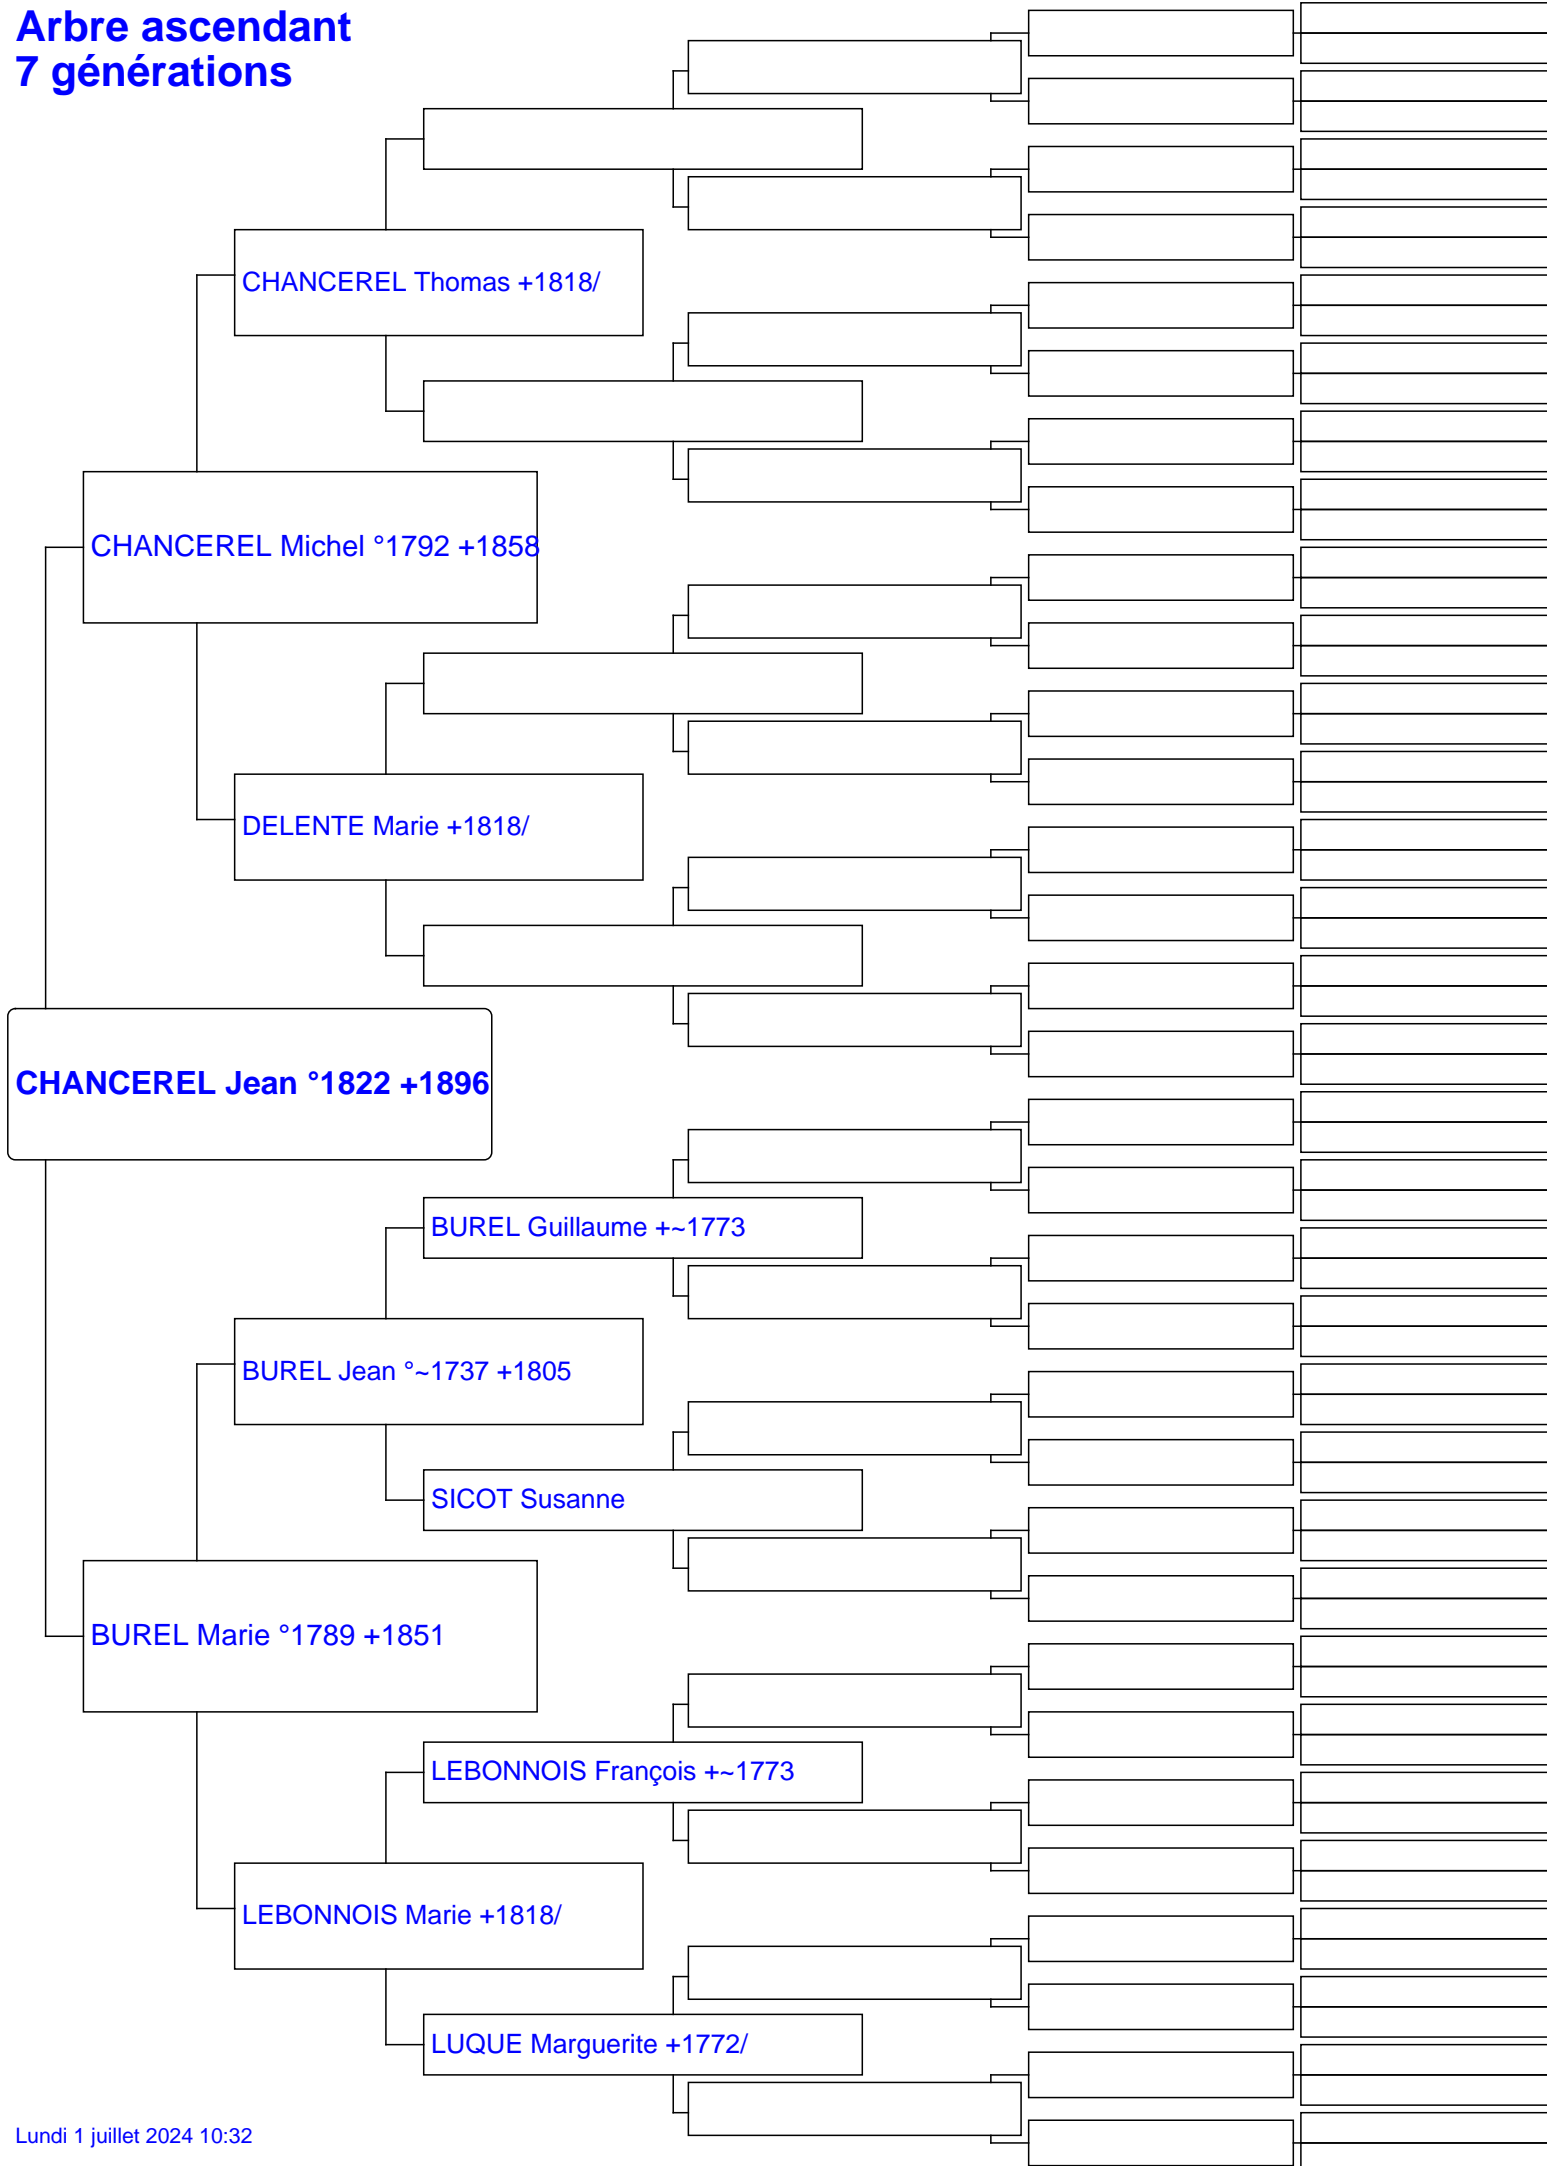 Arbre ascendant
7 générations
CHANCEREL Thomas +1818/
CHANCEREL Michel °1792 +1858
DELENTE Marie +1818/
CHANCEREL Jean °1822 +1896
BUREL Guillaume +~1773
BUREL Jean °~1737 +1805
SICOT Susanne
BUREL Marie °1789 +1851
LEBONNOIS François +~1773
LEBONNOIS Marie +1818/
LUQUE Marguerite +1772/
Lundi 1 juillet 2024 10:32